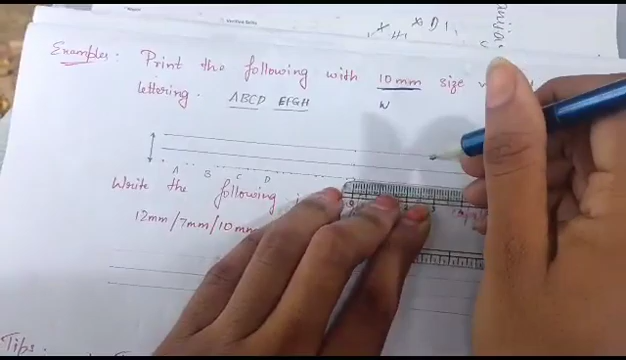 Examples: Print the following with 10 mm size
lettering. ABCD EFGH
A B C D
Write the following
12mm/7mm/10mm
Tips